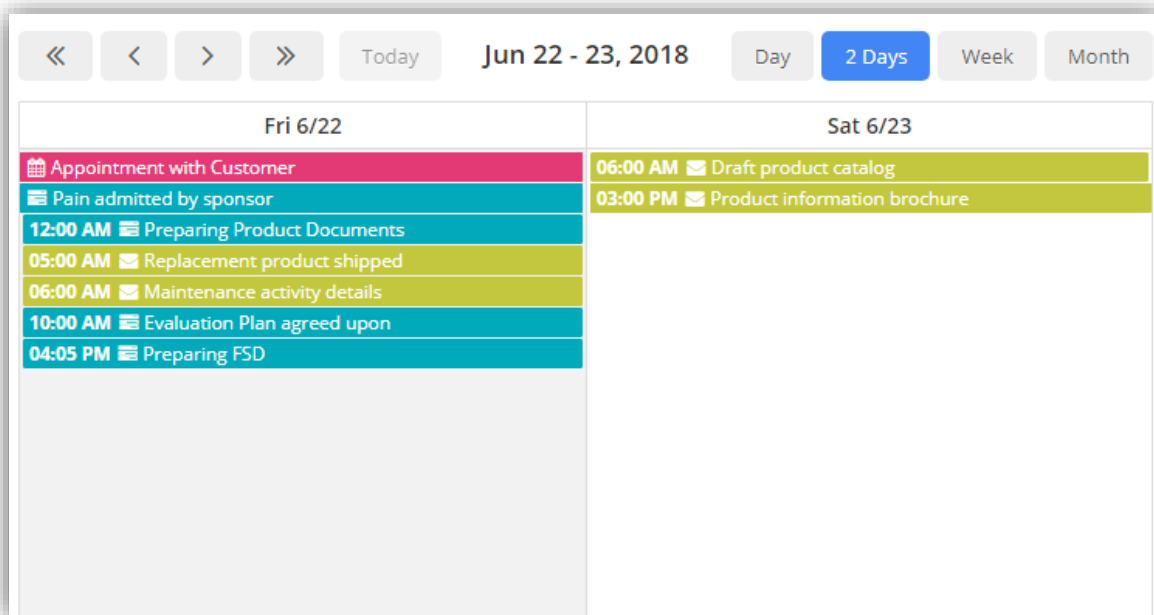 Today Jun 22 - 23, 2018 Day 2 Days Week Month
Fri 6/22
Appointment with Customer
Pain admitted by sponsor
12:00 AM Preparing Product Documents
05:00 AM Replacement product shipped
06:00 AM Maintenance activity details
10:00 AM Evaluation Plan agreed upon
04:05 PM Preparing FSD
Sat 6/23
06:00 AM Draft product catalog
03:00 PM Product information brochure